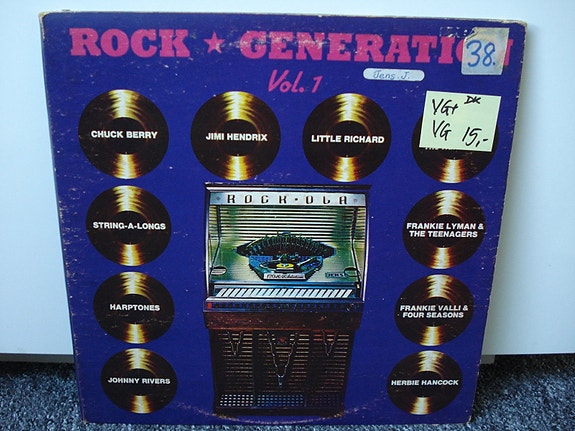 ROCK ★ GENERATION
Vol. 1
38.
Jens. J.
VG+ DK
VG 15,-
CHUCK BERRY
JIMI HENDRIX
LITTLE RICHARD
STRING-A-LONGS
ROCK-OLA
FRANKIE LYMAN &
THE TEENAGERS
HARPTONES
FRANKIE VALLI &
FOUR SEASONS
JOHNNY RIVERS
HERBIE HANCOCK